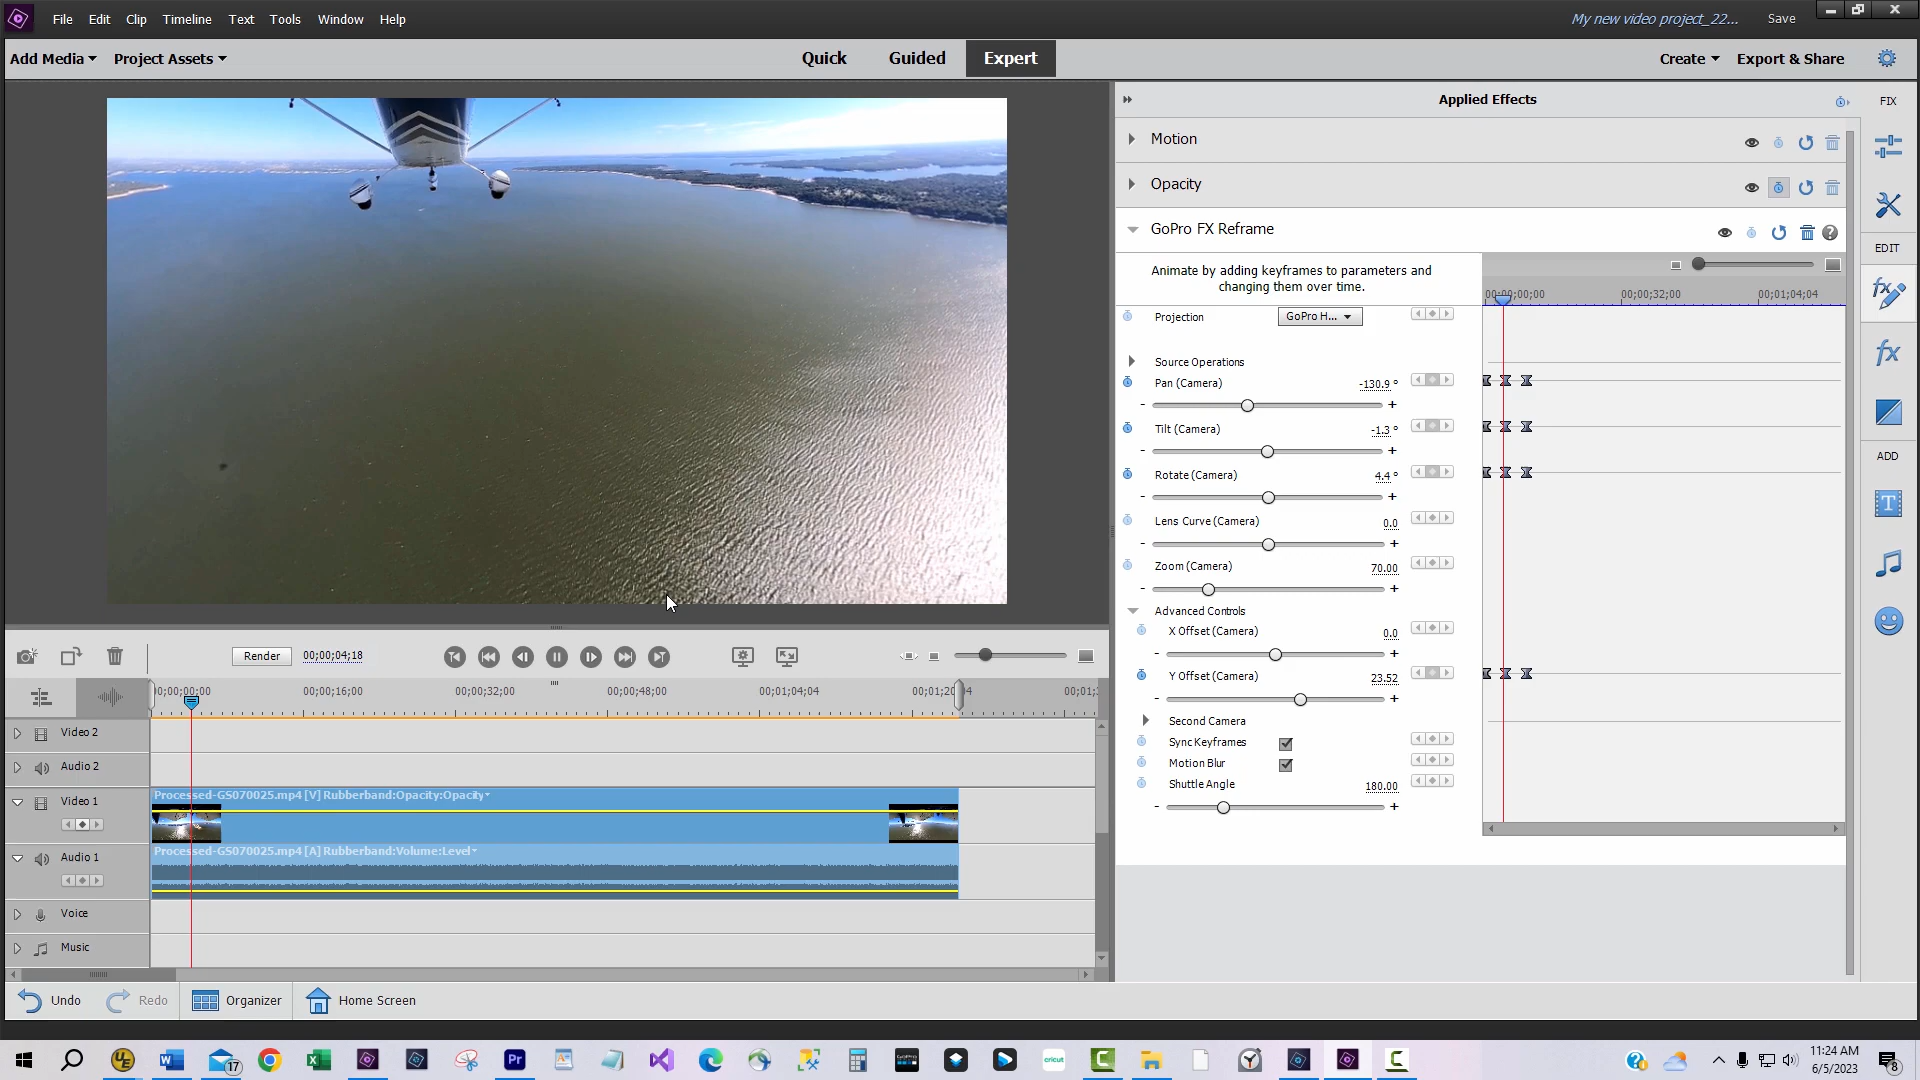 File Edit Clip Timeline Text Tools Window Help
My new video project_22... Save
Add Media Project Assets Quick Guided Expert Create Export & Share
Applied Effects
FIX
Motion
Opacity
GoPro FX Reframe
EDIT
Animate by adding keyframes to parameters and
changing them over time.
00;00;00;00 00;00;32;00 00;01;04;04
Projection GoPro H...
Source Operations
Pan (Camera) -130.9 °
- +
Tilt (Camera) -1.3 °
- +
ADD
Rotate (Camera) 4.4 °
- +
Lens Curve (Camera) 0.0
- +
Zoom (Camera) 70.00
- +
Advanced Controls
X Offset (Camera) 0.0
- +
Y Offset (Camera) 23.52
- +
Second Camera
Sync Keyframes
Motion Blur
Shuttle Angle 180.00
- +
Render 00;00;04;18
00;00;16;00 00;00;32;00 00;00;48;00 00;01;04;04
Video 2
Audio 2
Video 1
Processed-GS070025.mp4 [V] Rubberband:Opacity:Opacity
Audio 1
Processed-GS070025.mp4 [A] Rubberband:Volume:Level
Voice
Music
Undo Redo Organizer Home Screen
17
Pr
cricut
11:24 AM
6/5/2023
8